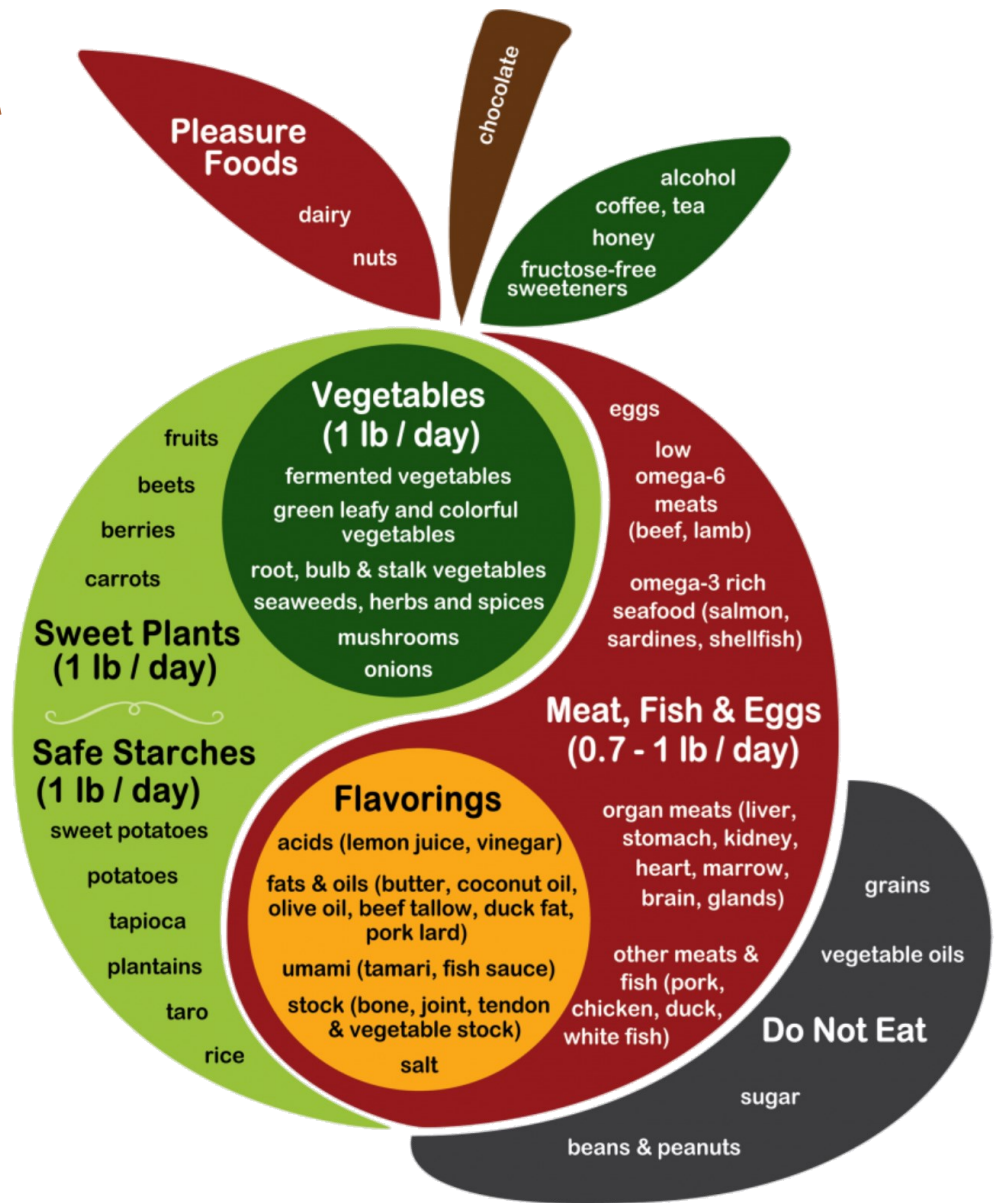 Pleasure
Foods
dairy
nuts
chocolate
alcohol
coffee, tea
honey
fructose-free
sweeteners
Vegetables
(1 lb / day)
fermented vegetables
green leafy and colorful
vegetables
root, bulb & stalk vegetables
seaweeds, herbs and spices
mushrooms
onions
fruits
beets
berries
carrots
Sweet Plants
(1 lb / day)
Safe Starches
(1 lb / day)
sweet potatoes
potatoes
tapioca
plantains
taro
rice
eggs
low
omega-6
meats
(beef, lamb)
omega-3 rich
seafood (salmon,
sardines, shellfish)
Meat, Fish & Eggs
(0.7 - 1 lb / day)
organ meats (liver,
stomach, kidney,
heart, marrow,
brain, glands)
other meats &
fish (pork,
chicken, duck,
white fish)
Flavorings
acids (lemon juice, vinegar)
fats & oils (butter, coconut oil,
olive oil, beef tallow, duck fat,
pork lard)
umami (tamari, fish sauce)
stock (bone, joint, tendon
& vegetable stock)
salt
grains
vegetable oils
Do Not Eat
sugar
beans & peanuts